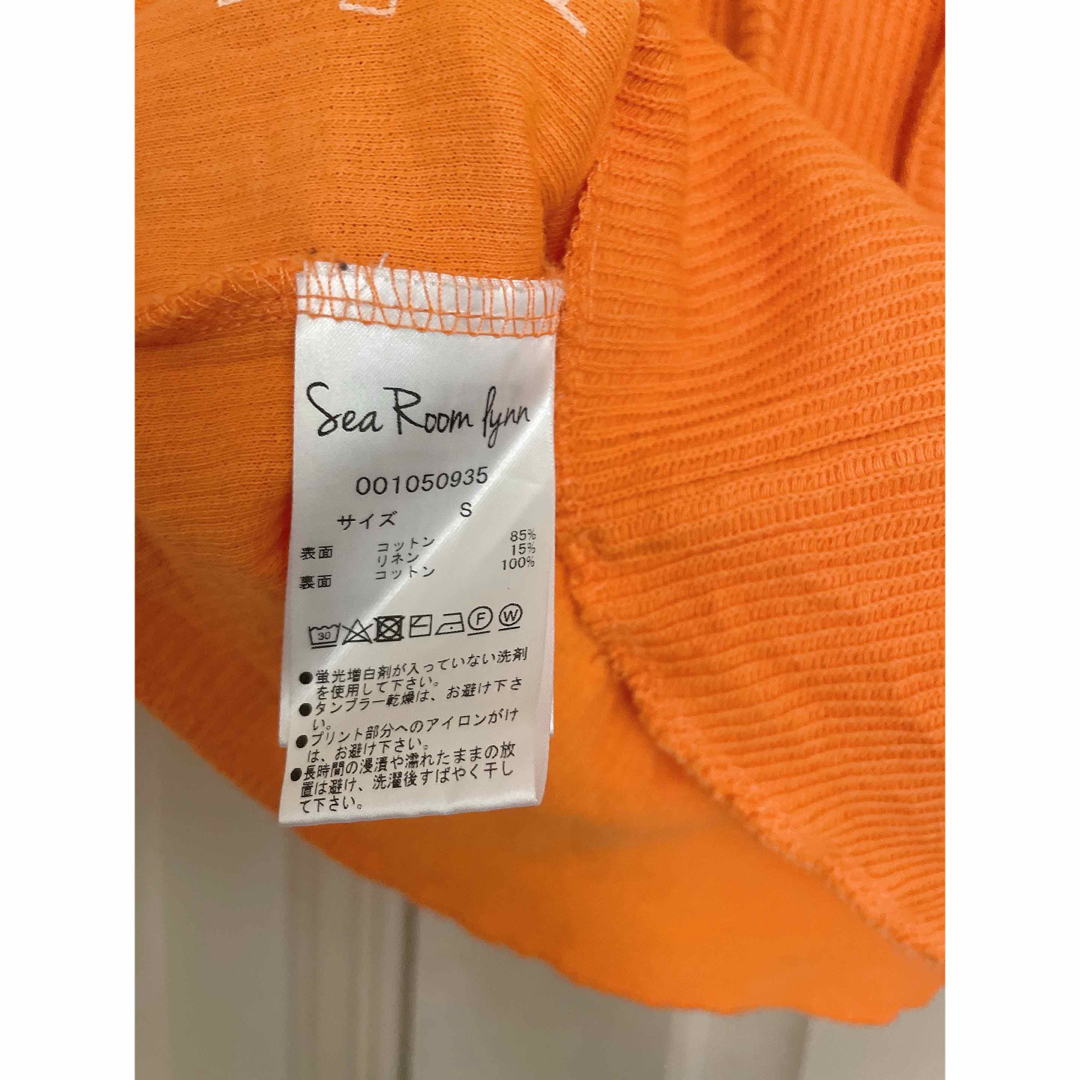 Sea Room lynn
001050935
サイズ S
表面 コットン 85%
リネン 15%
裏面 コットン 100%
30 F W
●蛍光増白剤が入っていない洗剤
を使用して下さい。
●タンブラー乾燥は、お避け下さ
い。
●プリント部分へのアイロンがけ
は、お避け下さい。
●長時間の浸漬や濡れたままの放
置は避け、洗濯後すばやく干し
て下さい。